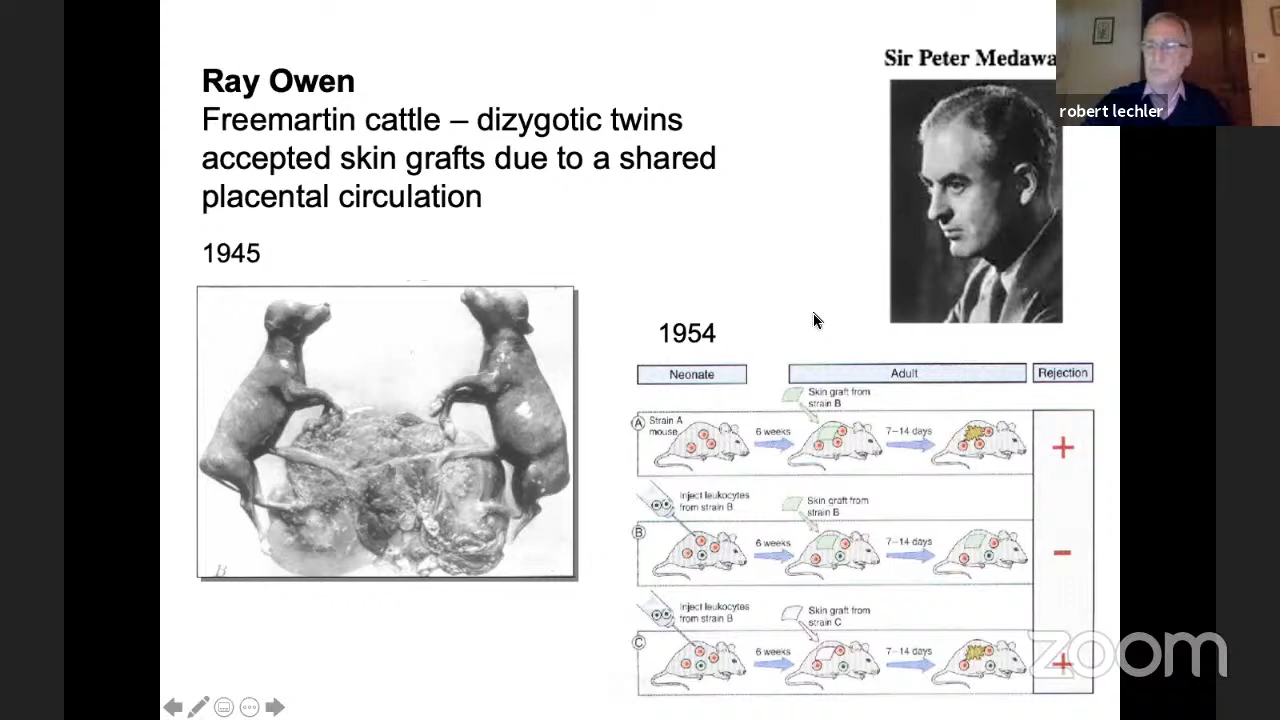 Ray Owen
Freemartin cattle – dizygotic twins
accepted skin grafts due to a shared
placental circulation
1945
B
Sir Peter Medawa
robert lechler
1954
Neonate
Adult
Rejection
Skin graft from
strain B
A
Strain A
mouse
6 weeks
7–14 days
+
Inject leukocytes
from strain B
Skin graft from
strain B
B
6 weeks
7–14 days
–
Inject leukocytes
from strain B
Skin graft from
strain C
C
6 weeks
7–14 days
+
zoom